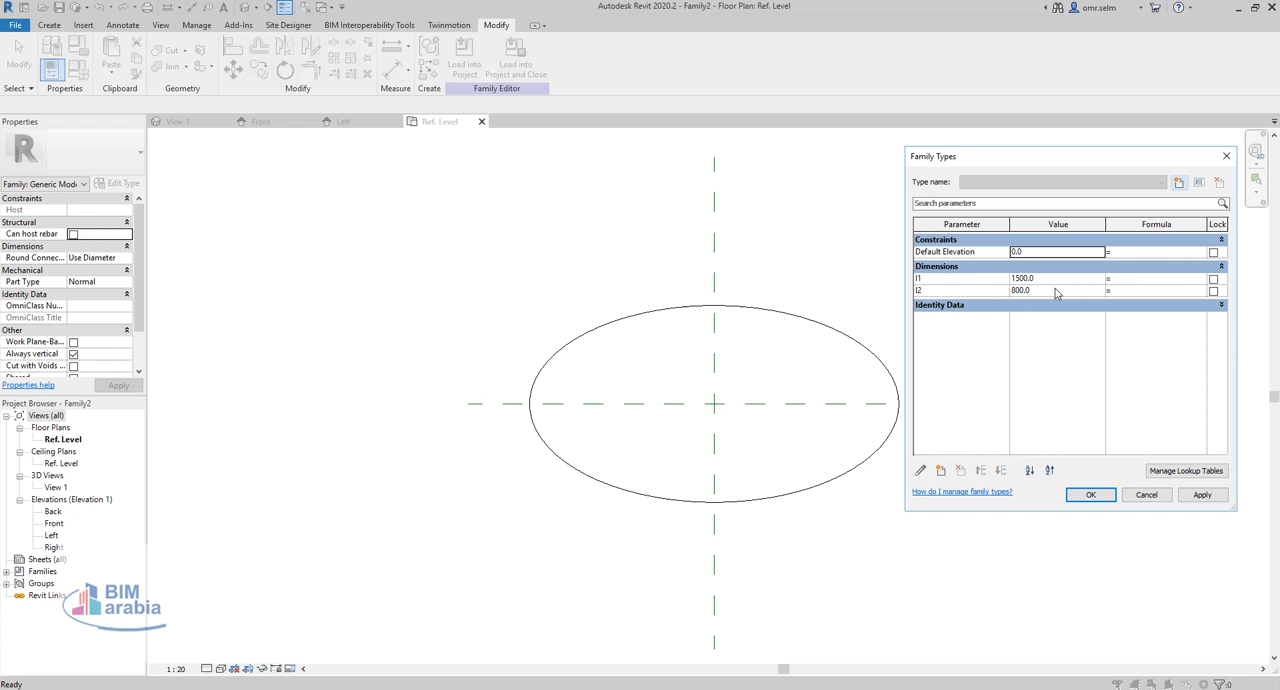 Autodesk Revit 2020.2 - Family2 - Floor Plan: Ref. Level
omr.selm
File Create Insert Annotate View Manage Add-Ins Site Designer BIM Interoperability Tools Twinmotion Modify
Modify Paste Cut Join Load into Project Load into Project and Close
Select Properties Clipboard Geometry Modify Measure Create Family Editor
Properties View 1 Front Left Ref. Level
Family: Generic Mode Edit Type
Constraints
Host
Structural
Can host rebar
Dimensions
Round Connec... Use Diameter
Mechanical
Part Type Normal
Identity Data
OmniClass Nu...
OmniClass Title
Other
Work Plane-Ba...
Always vertical
Cut with Voids ...
Properties help Apply
Project Browser - Family2
Views (all)
Floor Plans
Ref. Level
Ceiling Plans
Ref. Level
3D Views
View 1
Elevations (Elevation 1)
Back
Front
Left
Right
Sheets (all)
Families
Groups
Revit Links
BIM
arabia
Family Types
Type name:
Search parameters
Parameter Value Formula Lock
Constraints
Default Elevation 0.0 =
Dimensions
l1 1500.0 =
l2 800.0 =
Identity Data
Manage Lookup Tables
How do I manage family types? OK Cancel Apply
1 : 20
Ready :0